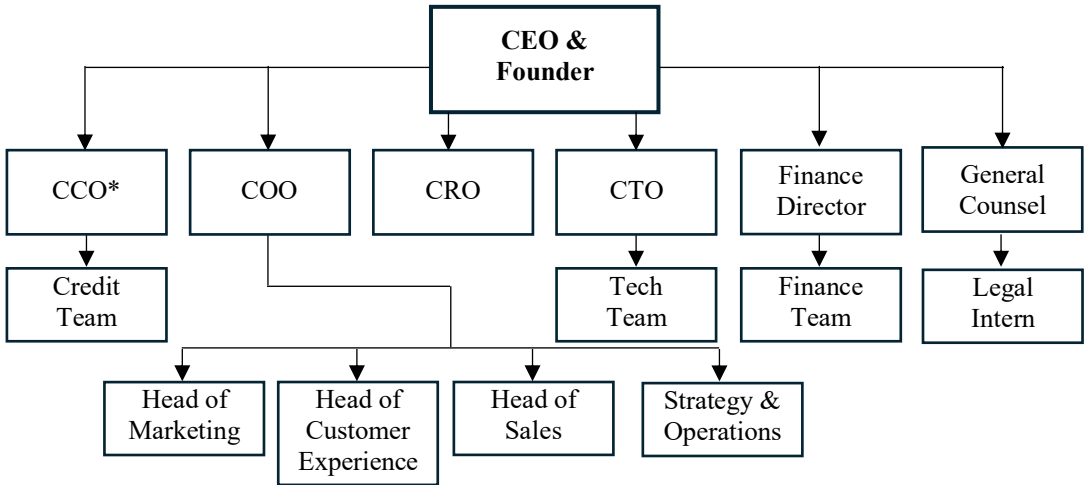 CEO &
Founder
CCO*
COO
CRO
CTO
Finance
Director
General
Counsel
Credit
Team
Tech
Team
Finance
Team
Legal
Intern
Head of
Marketing
Head of
Customer
Experience
Head of
Sales
Strategy &
Operations